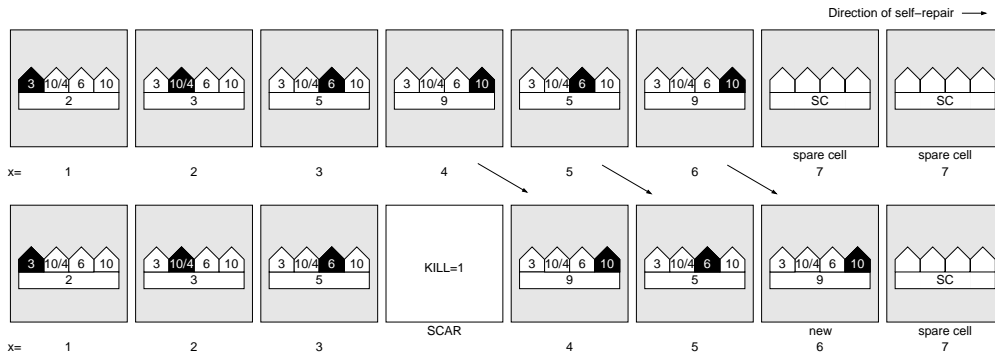 Direction of self-repair
3 10/4 6 10 3 10/4 6 10 3 10/4 6 10 3 10/4 6 10 3 10/4 6 10 3 10/4 6 10
2 3 5 9 5 9 SC SC
spare cell spare cell
x= 1 2 3 4 5 6 7 7
3 10/4 6 10 3 10/4 6 10 3 10/4 6 10 3 10/4 6 10 3 10/4 6 10 3 10/4 6 10
2 3 5 KILL=1 9 5 9 SC
SCAR new spare cell
x= 1 2 3 4 5 6 7